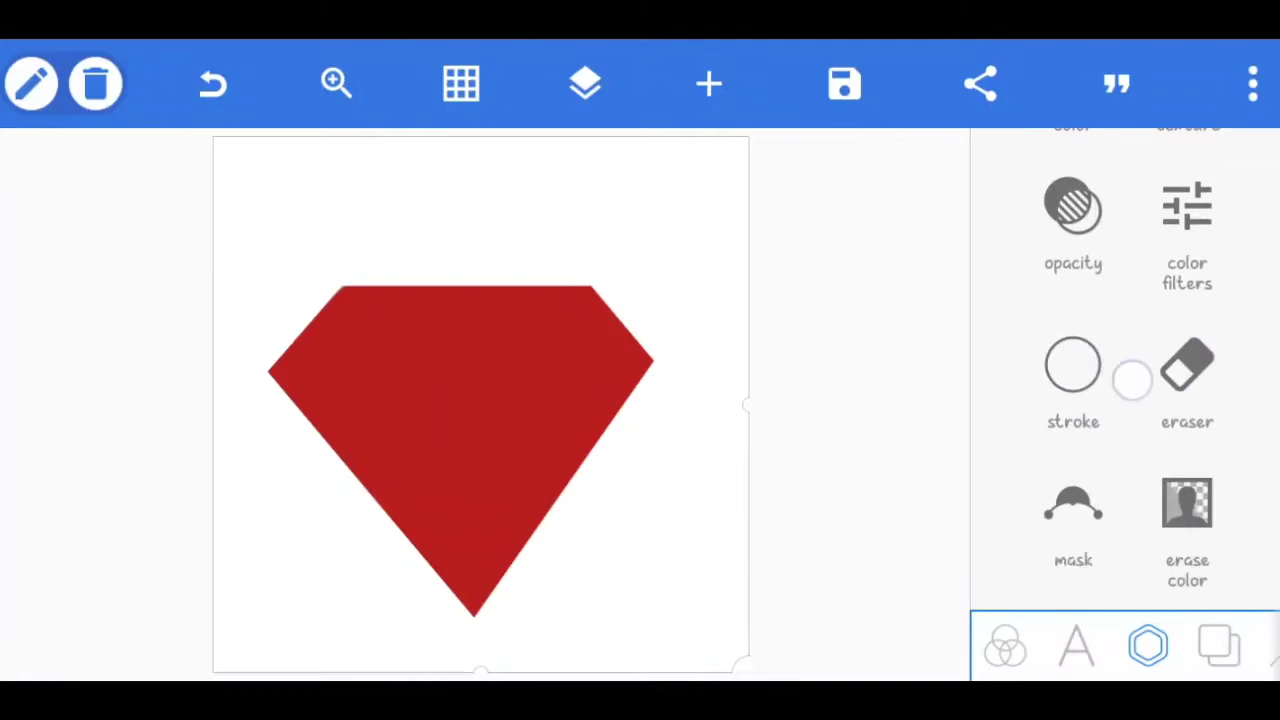 opacity
color
filters
stroke
eraser
mask
erase
color